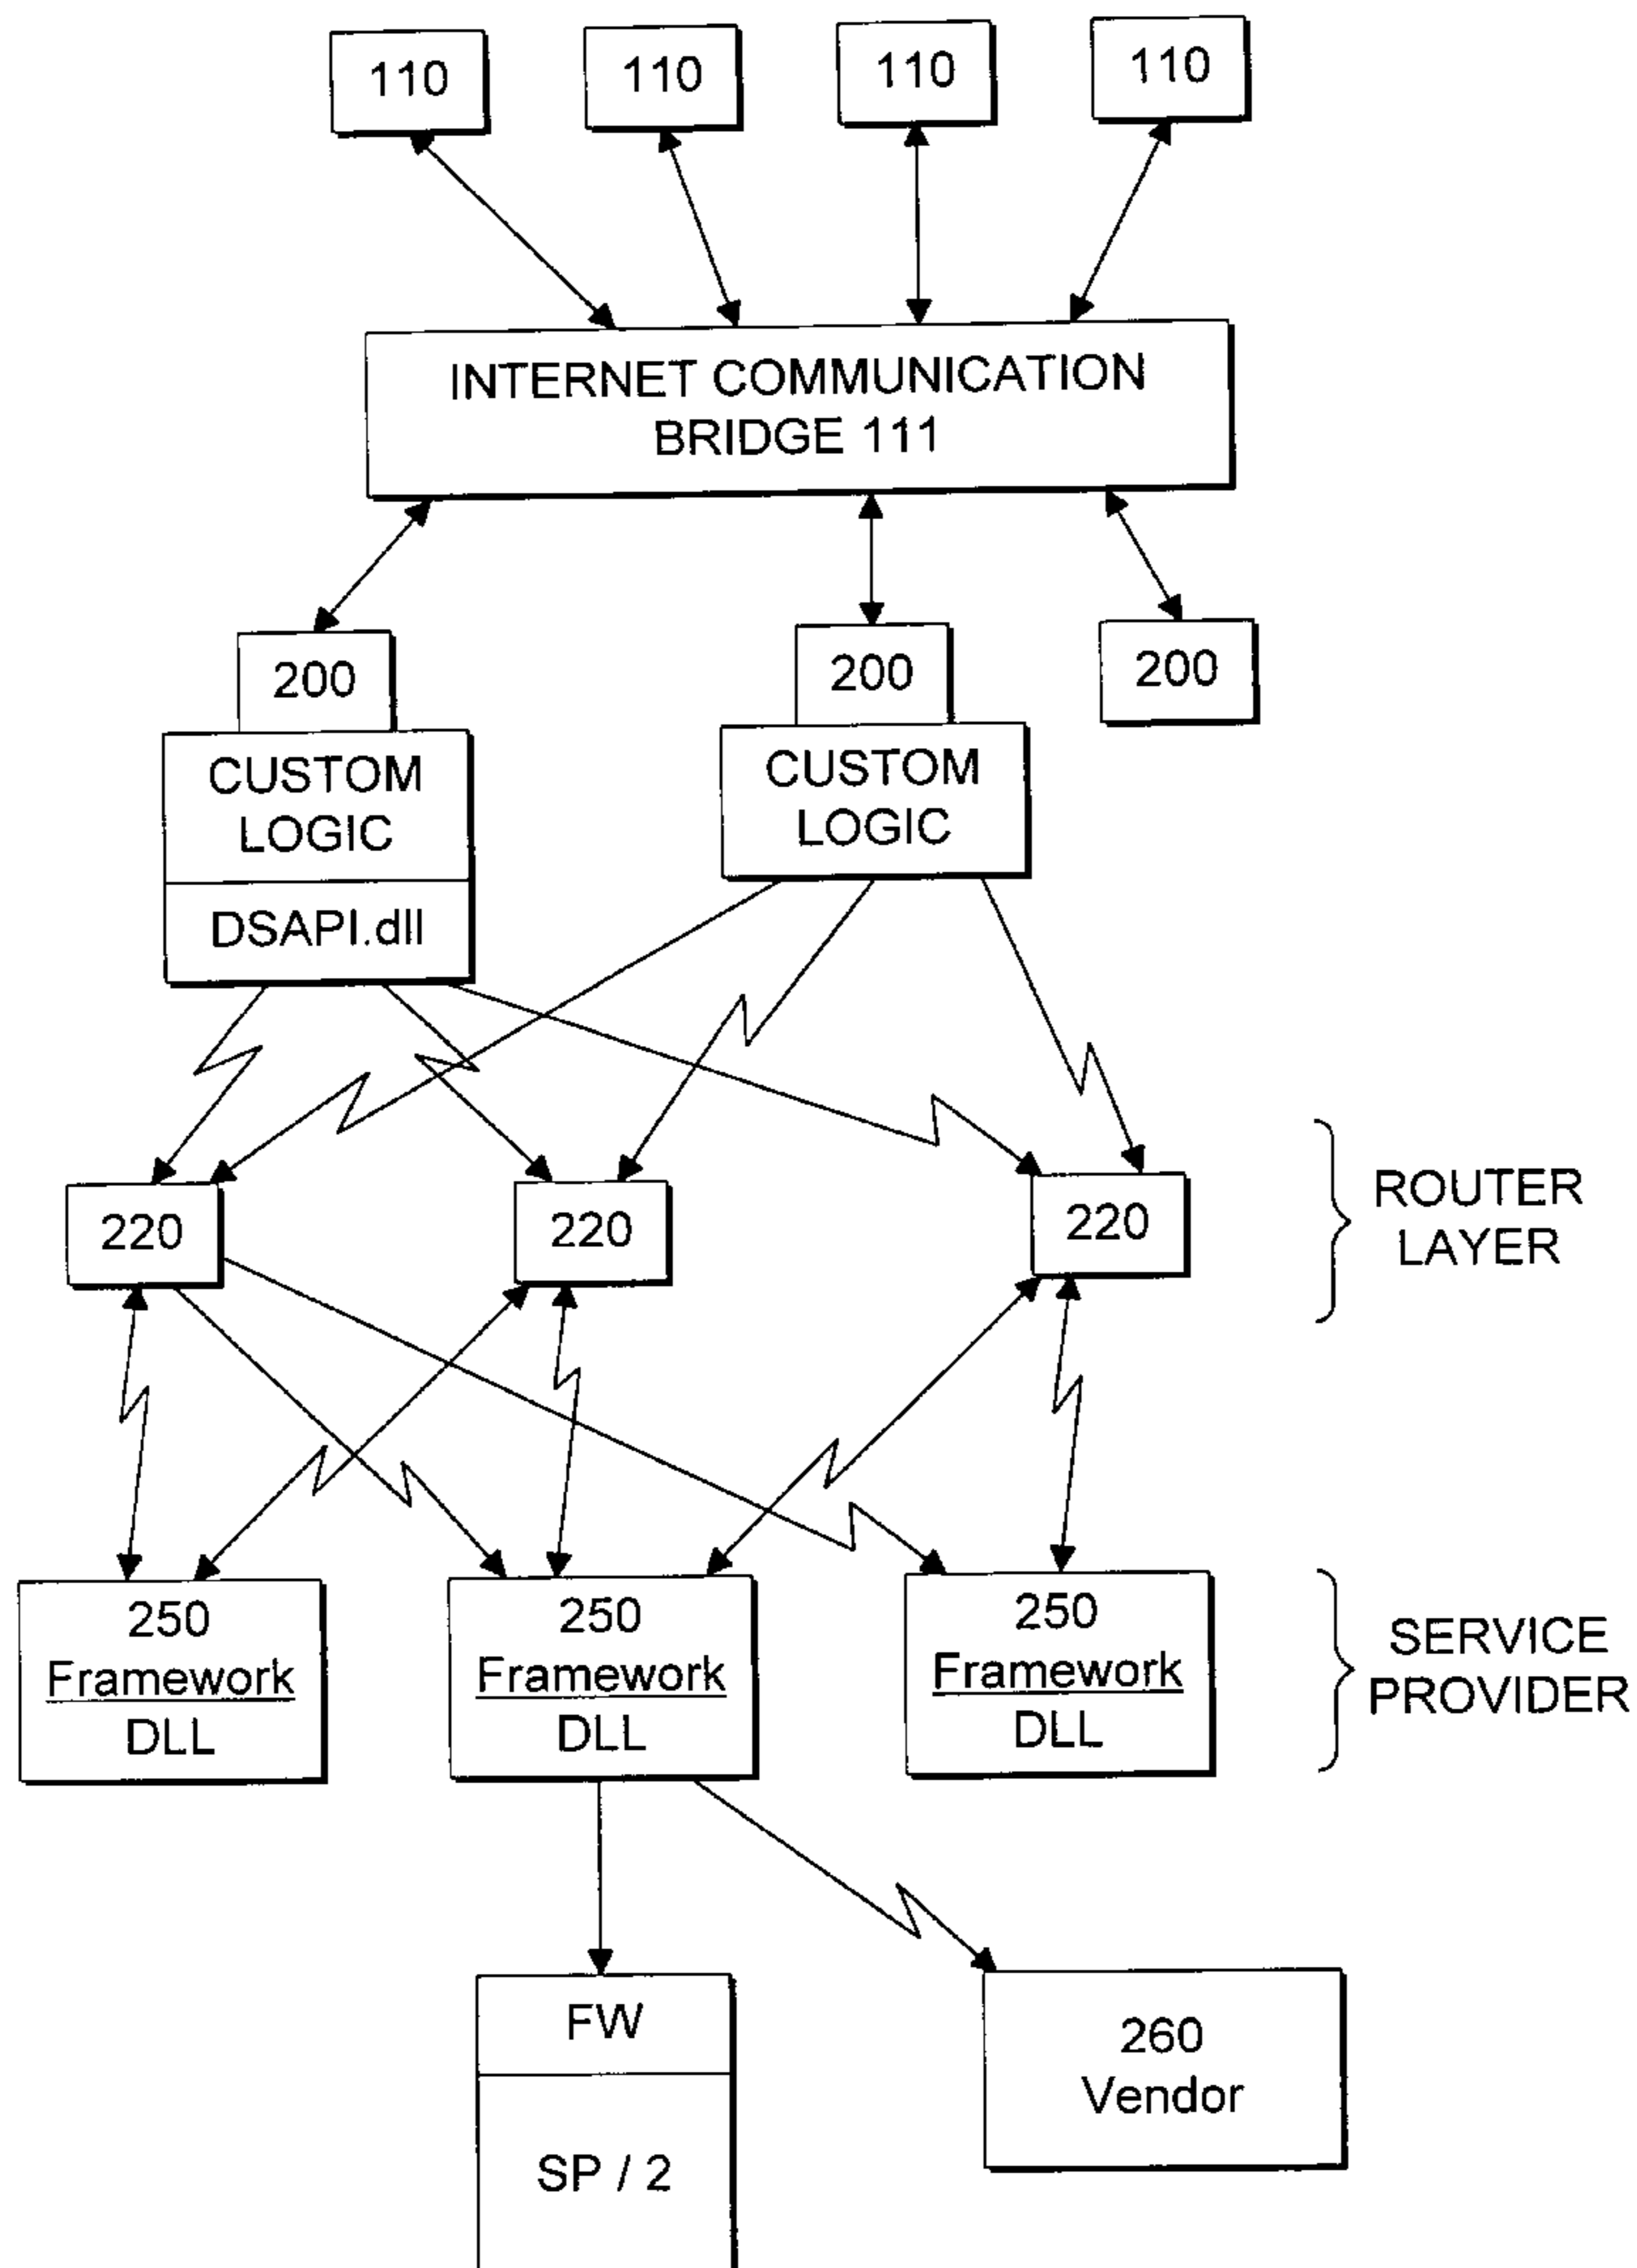 110
110
110
110
INTERNET COMMUNICATION
BRIDGE 111
200
200
200
CUSTOM
LOGIC
DSAPI.dll
CUSTOM
LOGIC
220
220
220
ROUTER
LAYER
250
Framework
DLL
250
Framework
DLL
250
Framework
DLL
SERVICE
PROVIDER
FW
SP / 2
260
Vendor